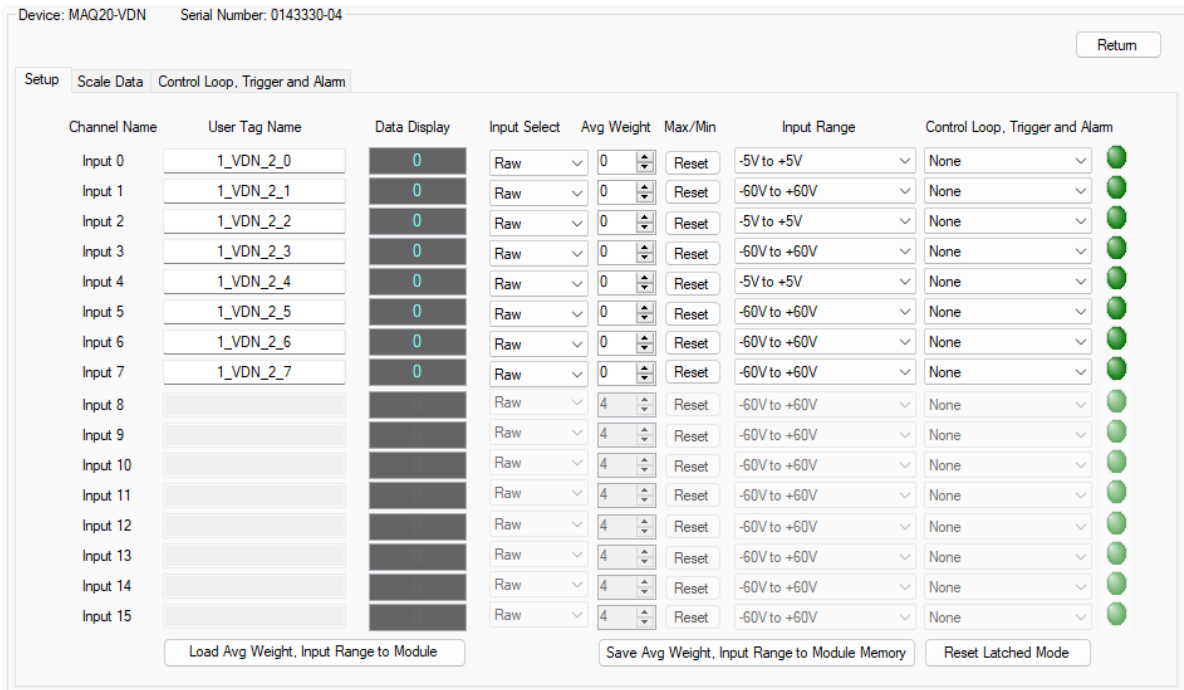 Device: MAQ20-VDN Serial Number: 0143330-04
Return
Setup Scale Data Control Loop, Trigger and Alarm
Channel Name User Tag Name Data Display Input Select Avg Weight Max/Min Input Range Control Loop, Trigger and Alarm
Input 0 1_VDN_2_0 0 Raw 0 Reset -5V to +5V None
Input 1 1_VDN_2_1 0 Raw 0 Reset -60V to +60V None
Input 2 1_VDN_2_2 0 Raw 0 Reset -5V to +5V None
Input 3 1_VDN_2_3 0 Raw 0 Reset -60V to +60V None
Input 4 1_VDN_2_4 0 Raw 0 Reset -5V to +5V None
Input 5 1_VDN_2_5 0 Raw 0 Reset -60V to +60V None
Input 6 1_VDN_2_6 0 Raw 0 Reset -60V to +60V None
Input 7 1_VDN_2_7 0 Raw 0 Reset -60V to +60V None
Input 8 0 Raw 4 Reset -60V to +60V None
Input 9 0 Raw 4 Reset -60V to +60V None
Input 10 0 Raw 4 Reset -60V to +60V None
Input 11 0 Raw 4 Reset -60V to +60V None
Input 12 0 Raw 4 Reset -60V to +60V None
Input 13 0 Raw 4 Reset -60V to +60V None
Input 14 0 Raw 4 Reset -60V to +60V None
Input 15 0 Raw 4 Reset -60V to +60V None
Load Avg Weight, Input Range to Module Save Avg Weight, Input Range to Module Memory Reset Latched Mode